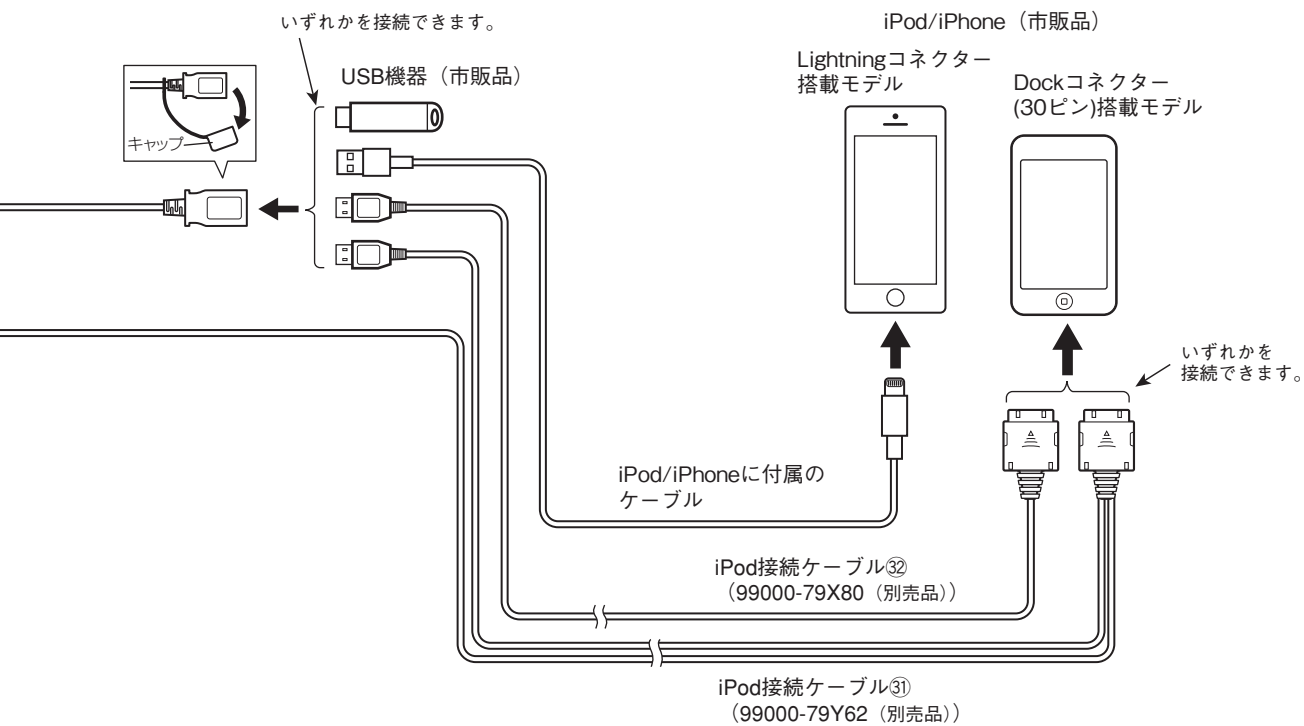 いずれかを接続できます。
iPod/iPhone（市販品）
USB機器（市販品）
Lightningコネクター
搭載モデル
Dockコネクター
(30ピン)搭載モデル
キャップ
いずれかを
接続できます。
iPod/iPhoneに付属の
ケーブル
iPod接続ケーブル㉜
（99000-79X80（別売品））
iPod接続ケーブル㉛
（99000-79Y62（別売品））